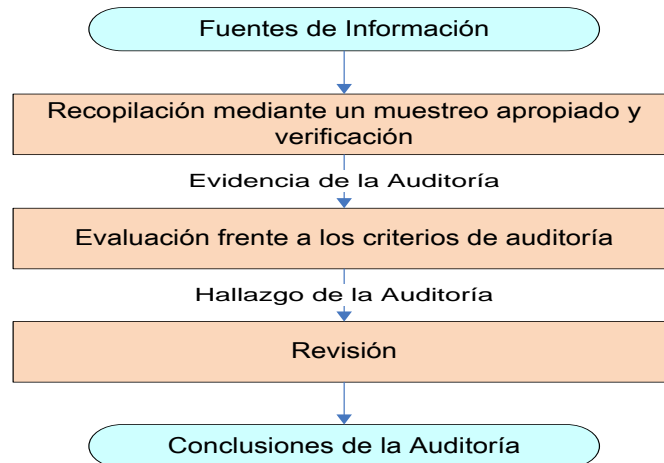 Fuentes de Información
Recopilación mediante un muestreo apropiado y
verificación
Evidencia de la Auditoría
Evaluación frente a los criterios de auditoría
Hallazgo de la Auditoría
Revisión
Conclusiones de la Auditoría